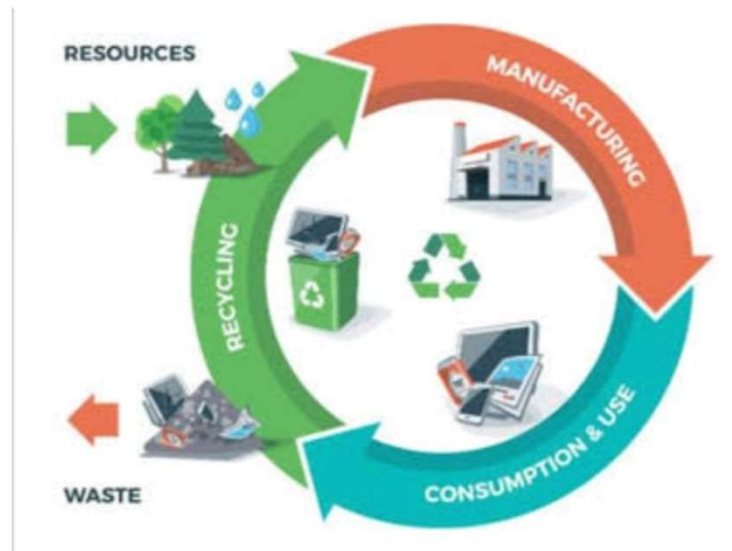 RESOURCES
MANUFACTURING
RECYCLING
CONSUMPTION & USE
WASTE